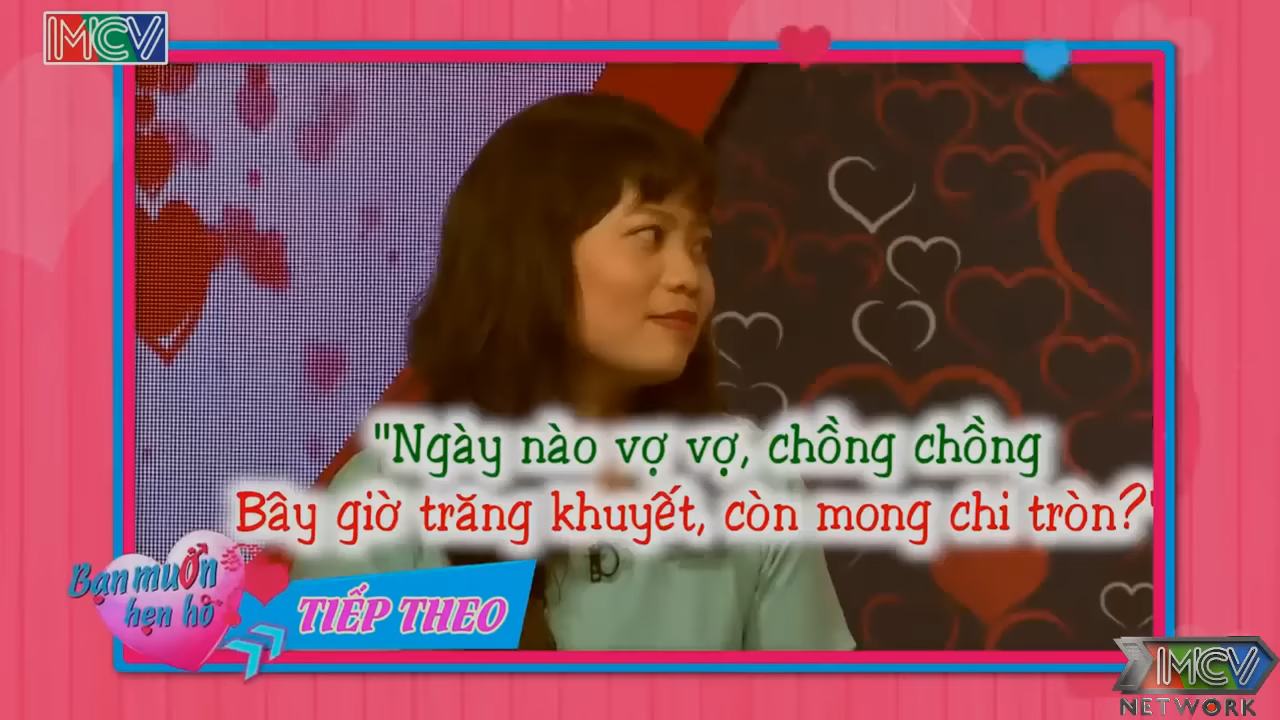 MCV
"Ngày nào vợ vợ, chồng chồng
Bây giờ trăng khuyết, còn mong chi tròn?"
Bạn muốn
hẹn hò
TIẾP THEO
MCV
NETWORK